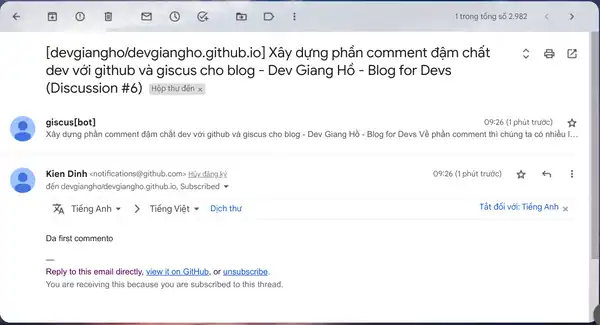 1 trong tổng số 2.982
[devgiangho/devgiangho.github.io] Xây dựng phần comment đậm chất
dev với github và giscus cho blog - Dev Giang Hồ - Blog for Devs
(Discussion #6) Hộp thư đến ×
giscus[bot] 09:26 (1 phút trước)
Xây dựng phần comment đậm chất dev với github và giscus cho blog - Dev Giang Hồ - Blog for Devs Về phần comment thì chúng ta có nhiều l…
Kien Dinh <notifications@github.com> Hủy đăng ký 09:26 (1 phút trước)
đến devgiangho/devgiangho.github.io, Subscribed
Tiếng Anh Tiếng Việt Dịch thư Tắt đối với: Tiếng Anh ×
Da first commento
—
Reply to this email directly, view it on GitHub, or unsubscribe.
You are receiving this because you are subscribed to this thread.